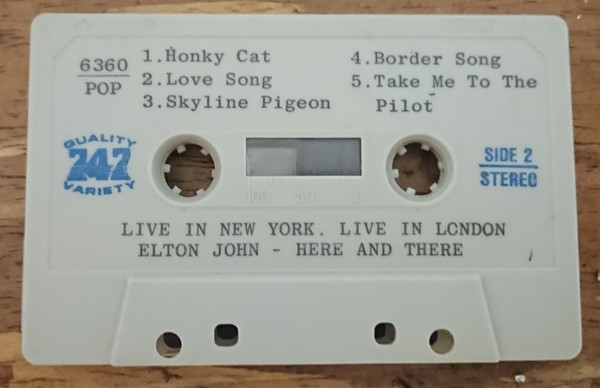 6360
POP
1.Honky Cat
2.Love Song
3.Skyline Pigeon
4.Border Song
5.Take Me To The
Pilot
QUALITY
747
VARIETY
SIDE 2
STEREO
100 50 0
LIVE IN NEW YORK. LIVE IN LONDON
ELTON JOHN - HERE AND THERE